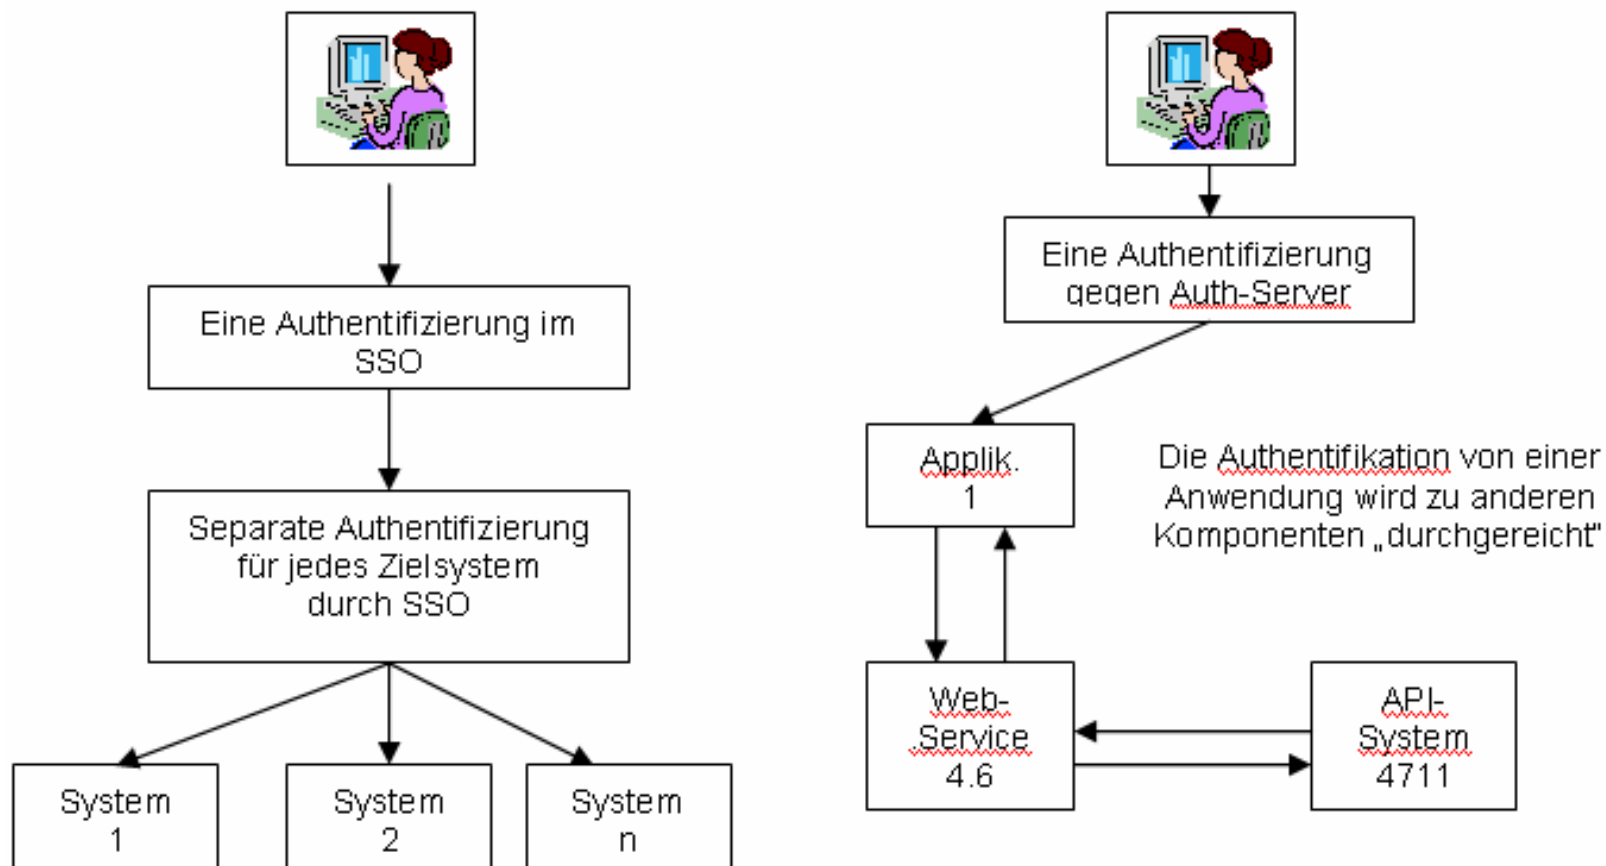 Eine Authentifizierung im
SSO
Separate Authentifizierung
für jedes Zielsystem
durch SSO
System
1
System
2
System
n
Eine Authentifizierung
gegen Auth-Server
Applik.
1
Die Authentifikation von einer
Anwendung wird zu anderen
Komponenten „durchgereicht"
Web-
Service
4.6
API-
System
4711